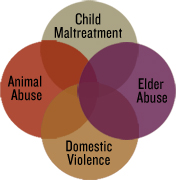 Child
Maltreatment
Animal
Abuse
Elder
Abuse
Domestic
Violence